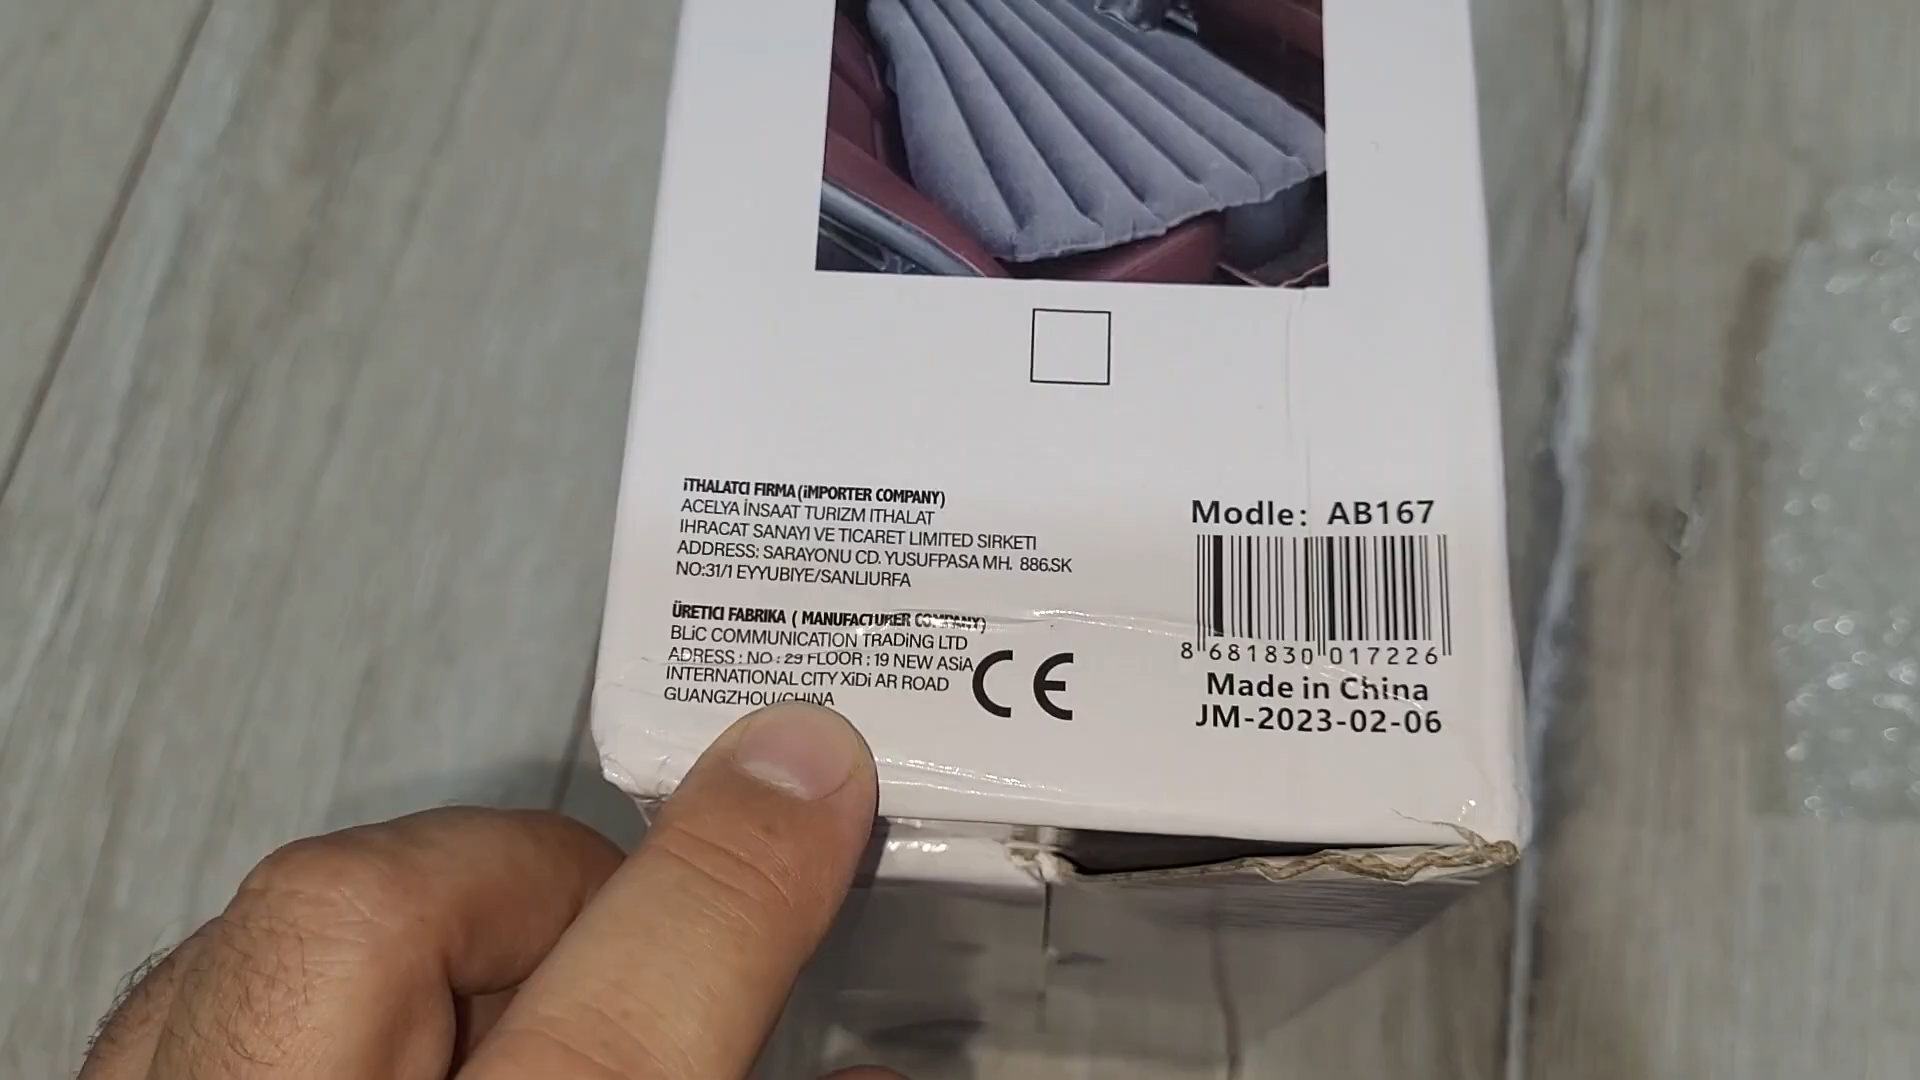 iTHALATCI FIRMA (iMPORTER COMPANY)
ACELYA İNSAAT TURIZM ITHALAT
IHRACAT SANAYI VE TICARET LIMITED SIRKETI
ADDRESS: SARAYONU CD. YUSUFPASA MH. 886.SK
NO:31/1 EYYUBIYE/SANLIURFA
ÜRETICI FABRIKA ( MANUFACTURER COMPANY)
BLiC COMMUNICATION TRADiNG LTD
ADRESS : NO : 29 FLOOR : 19 NEW ASiA
INTERNATIONAL CITY XiDi AR ROAD
GUANGZHOU/CHINA
CE
Modle: AB167
8 681830 017226
Made in China
JM-2023-02-06